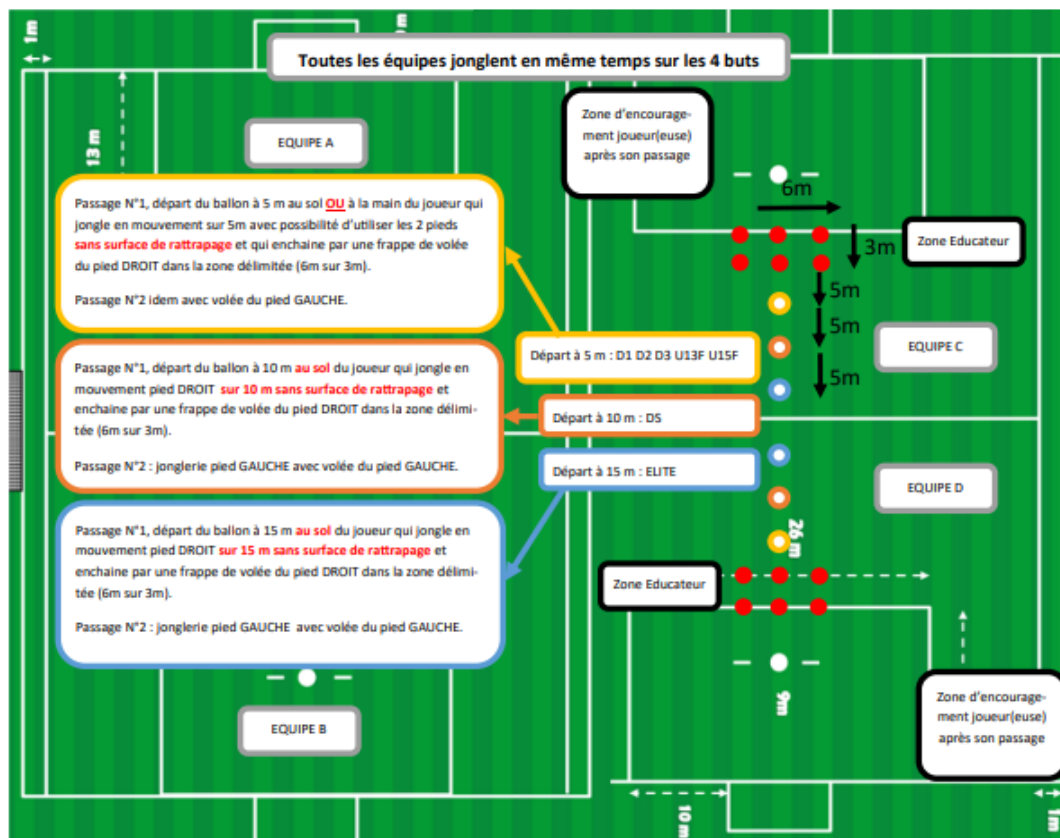 1m
Toutes les équipes jonglent en même temps sur les 4 buts
Zone d'encourage-
ment joueur(euse)
après son passage
EQUIPE A
13 m
6m
Passage N°1, départ du ballon à 5 m au sol OU à la main du joueur qui
jongle en mouvement sur 5m avec possibilité d'utiliser les 2 pieds
sans surface de rattrapage et qui enchaine par une frappe de volée
du pied DROIT dans la zone délimitée (6m sur 3m).
Passage N°2 idem avec volée du pied GAUCHE.
Zone Educateur
3m
5m
5m
5m
Départ à 5 m : D1 D2 D3 U13F U15F
EQUIPE C
Passage N°1, départ du ballon à 10 m au sol du joueur qui jongle en
mouvement pied DROIT sur 10 m sans surface de rattrapage et
enchaine par une frappe de volée du pied DROIT dans la zone délimi-
tée (6m sur 3m).
Passage N°2 : jonglerie pied GAUCHE avec volée du pied GAUCHE.
Départ à 10 m : DS
Départ à 15 m : ELITE
EQUIPE D
Passage N°1, départ du ballon à 15 m au sol du joueur qui jongle en
mouvement pied DROIT sur 15 m sans surface de rattrapage et
enchaine par une frappe de volée du pied DROIT dans la zone délimi-
tée (6m sur 3m).
Passage N°2 : jonglerie pied GAUCHE avec volée du pied GAUCHE.
26 m
Zone Educateur
9m
EQUIPE B
Zone d'encourage-
ment joueur(euse)
après son passage
10 m
1m